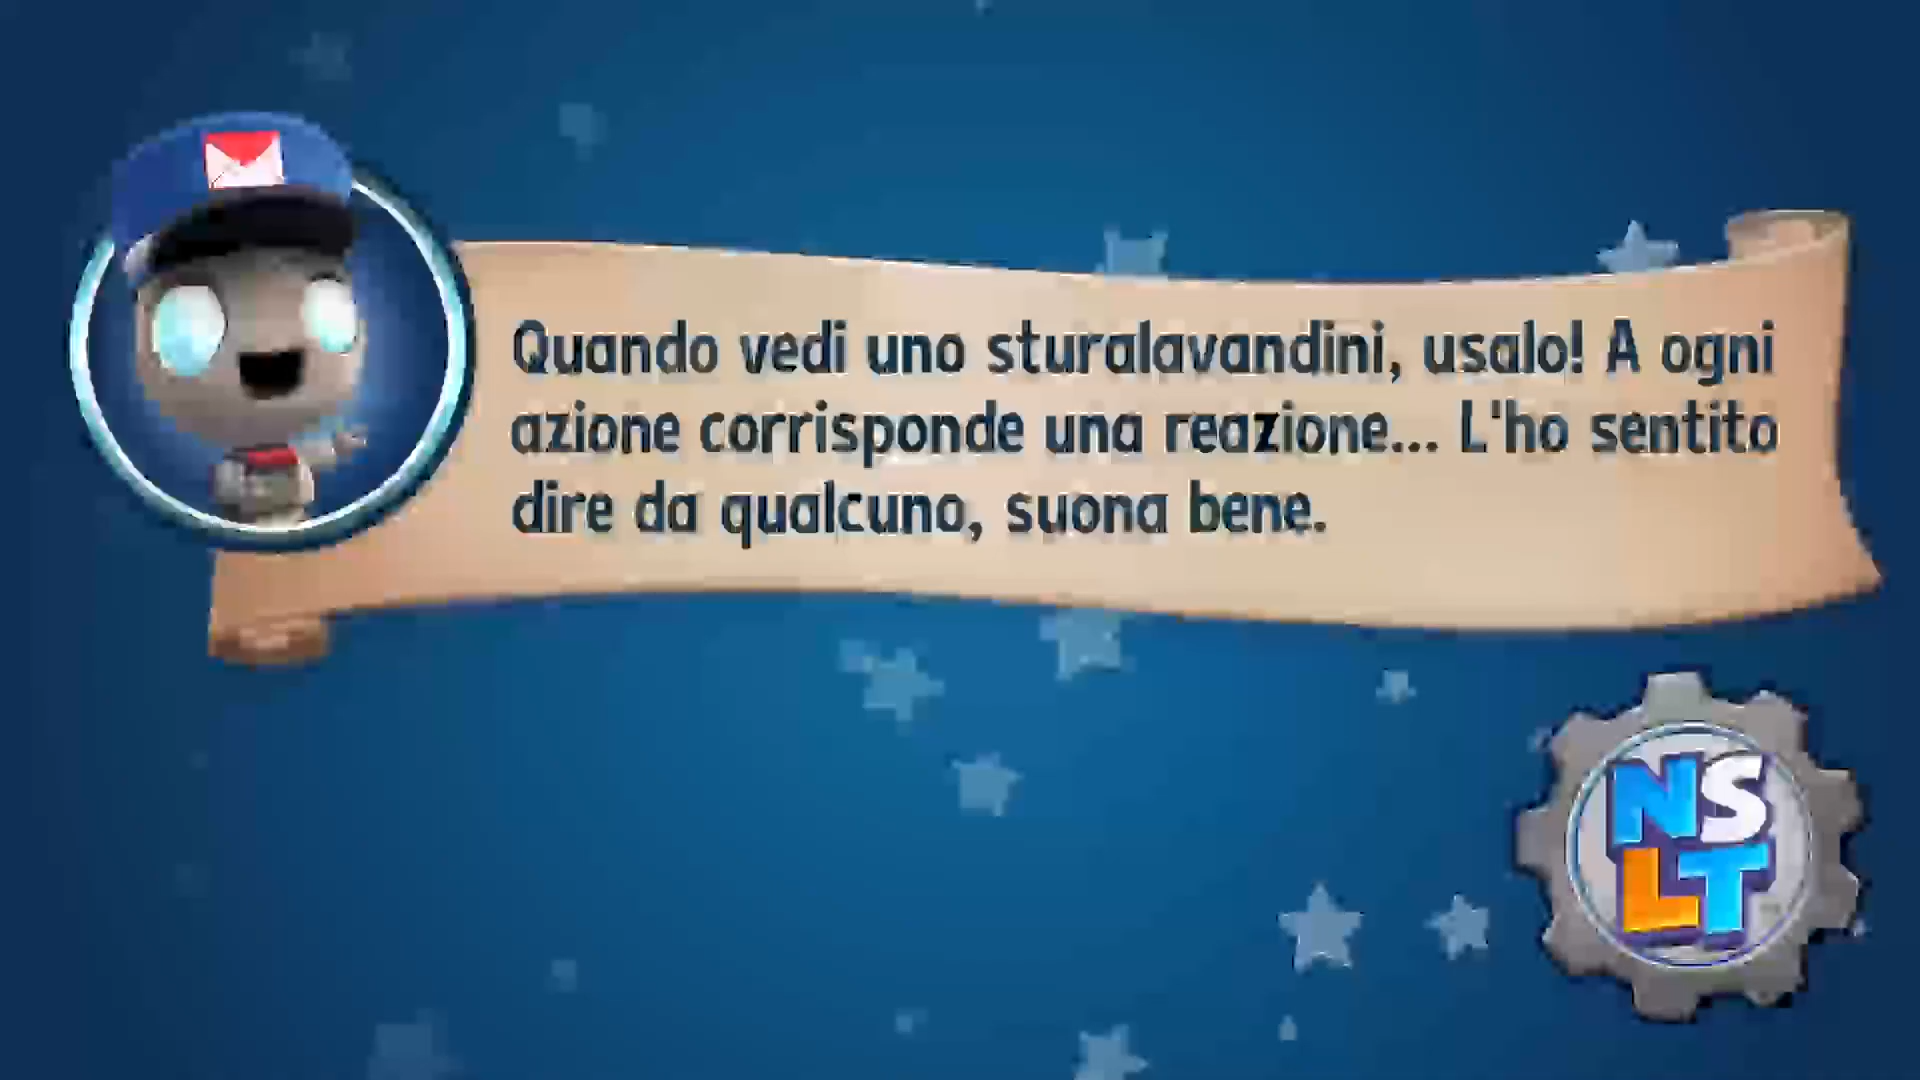 Quando vedi uno sturalavandini, usalo! A ogni
azione corrisponde una reazione... L'ho sentito
dire da qualcuno, suona bene.
NS
LT